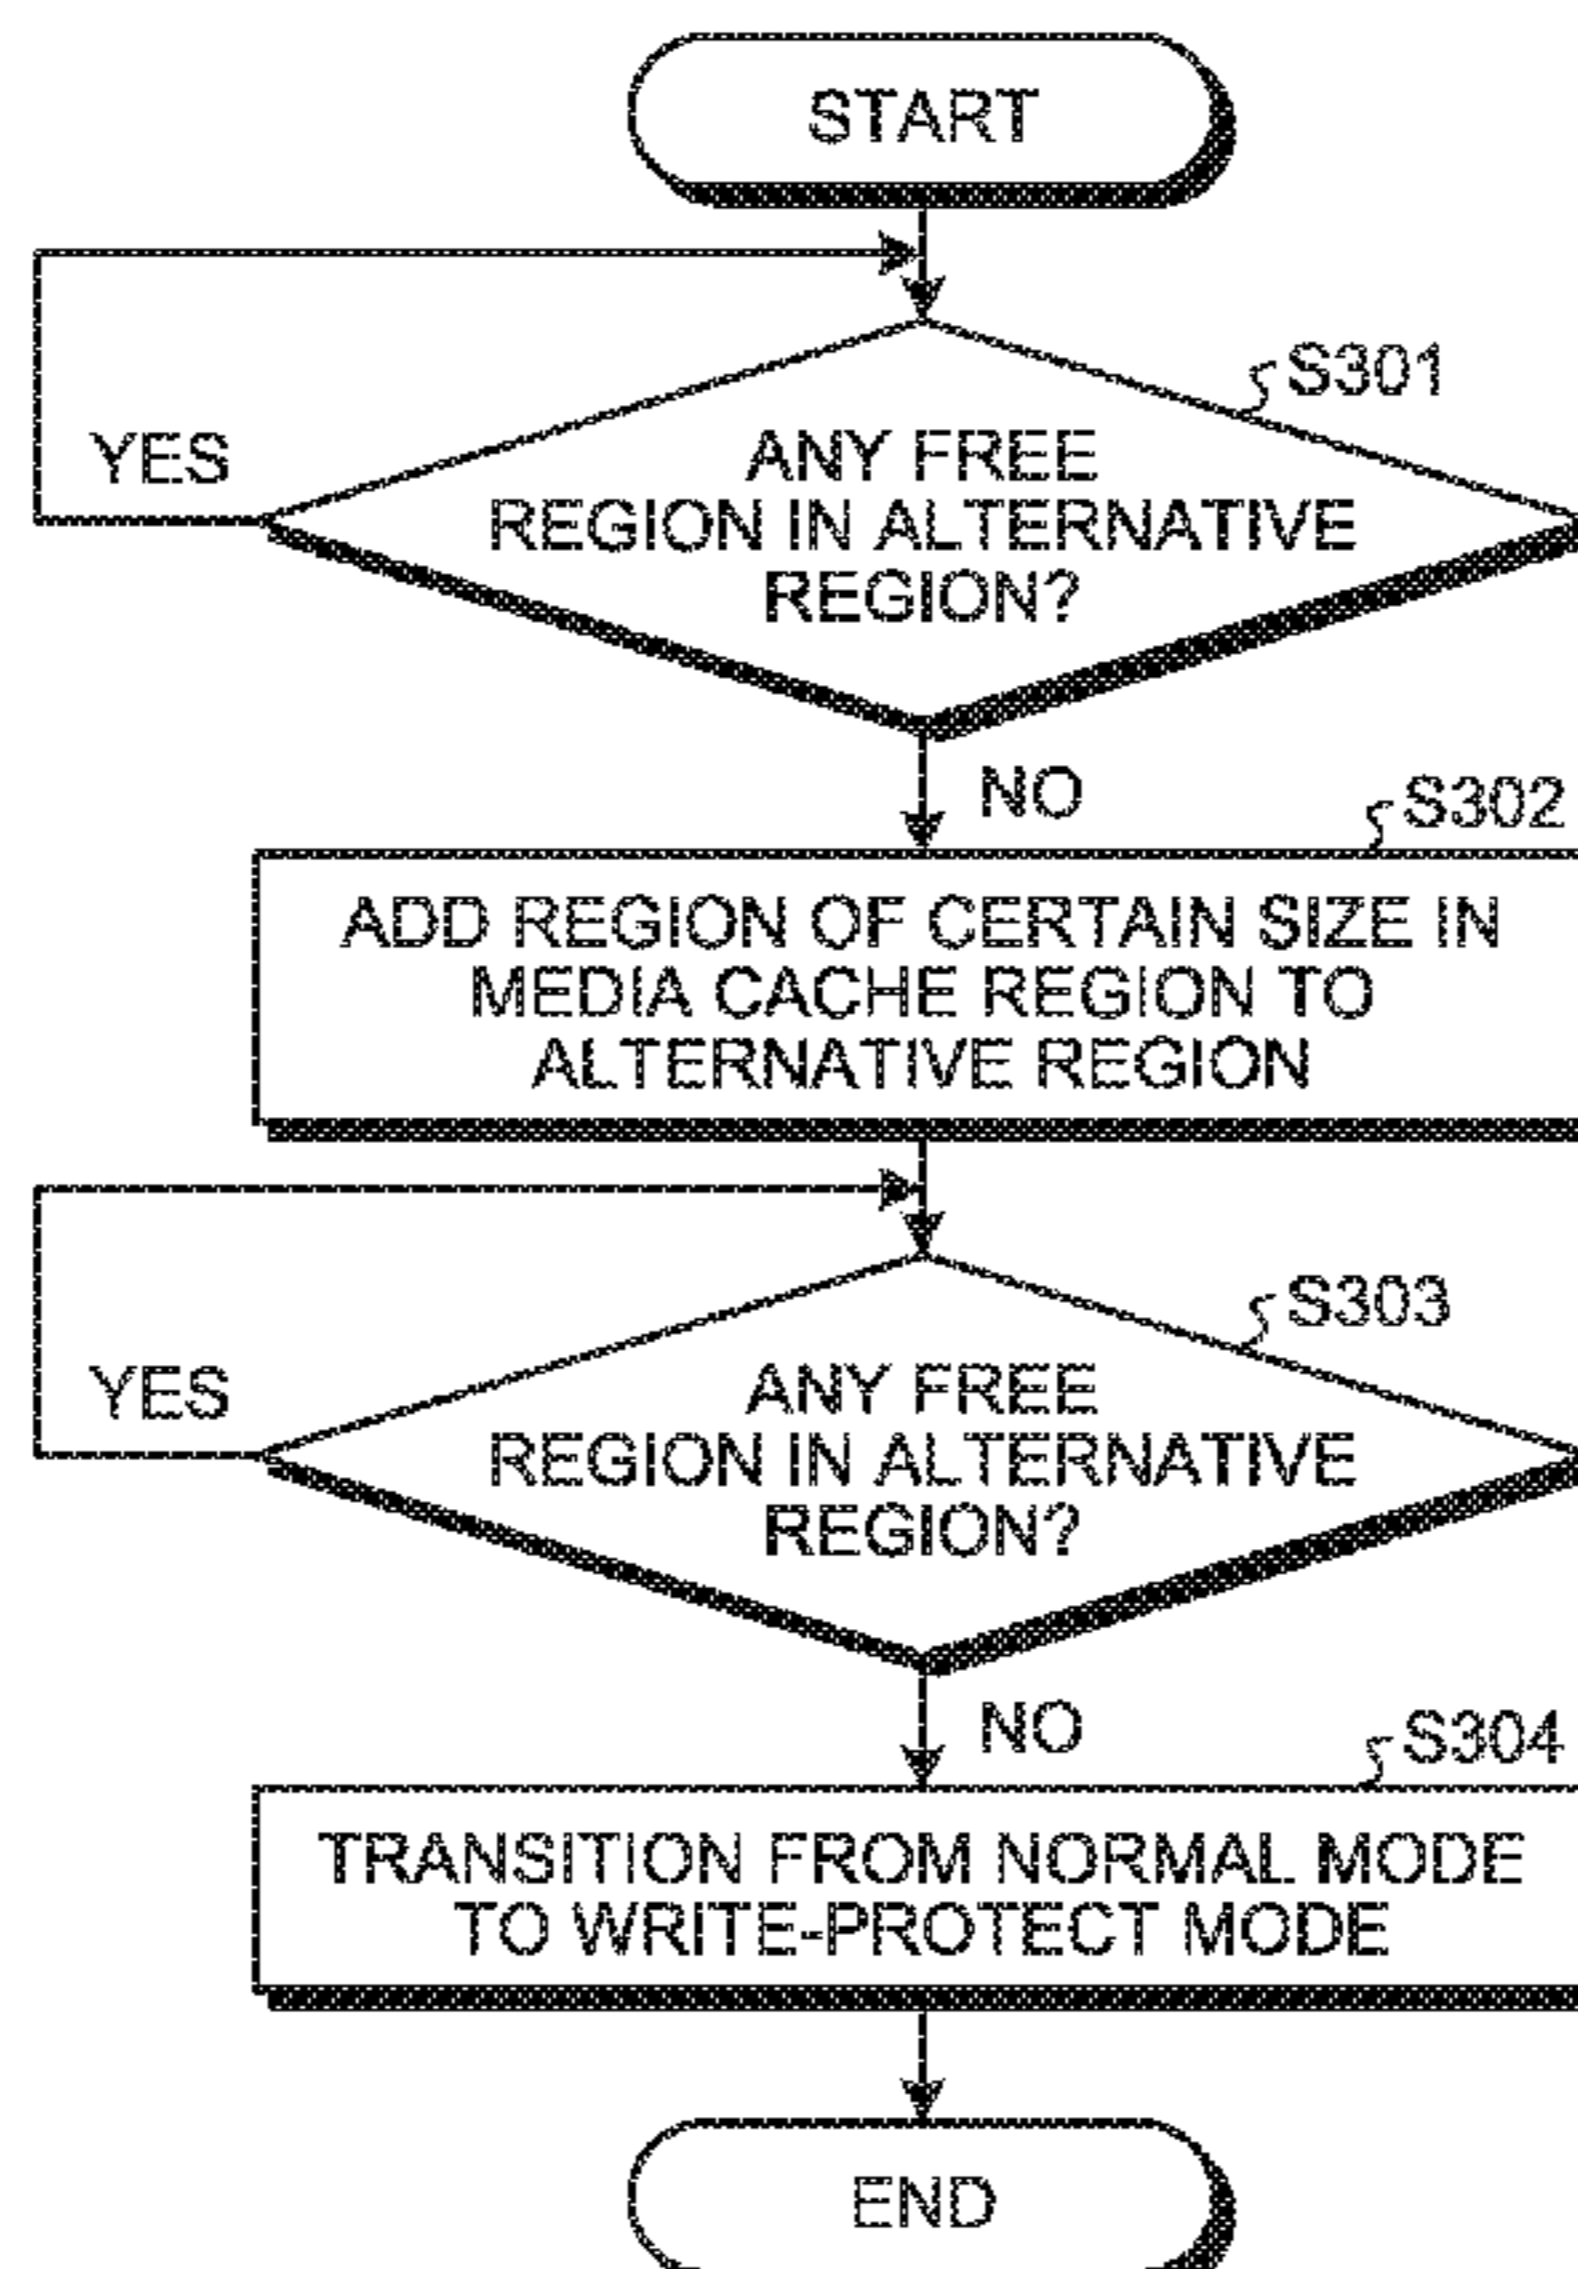 START
S301
YES
ANY FREE
REGION IN ALTERNATIVE
REGION?
NO
S302
ADD REGION OF CERTAIN SIZE IN
MEDIA CACHE REGION TO
ALTERNATIVE REGION
S303
YES
ANY FREE
REGION IN ALTERNATIVE
REGION?
NO
S304
TRANSITION FROM NORMAL MODE
TO WRITE-PROTECT MODE
END